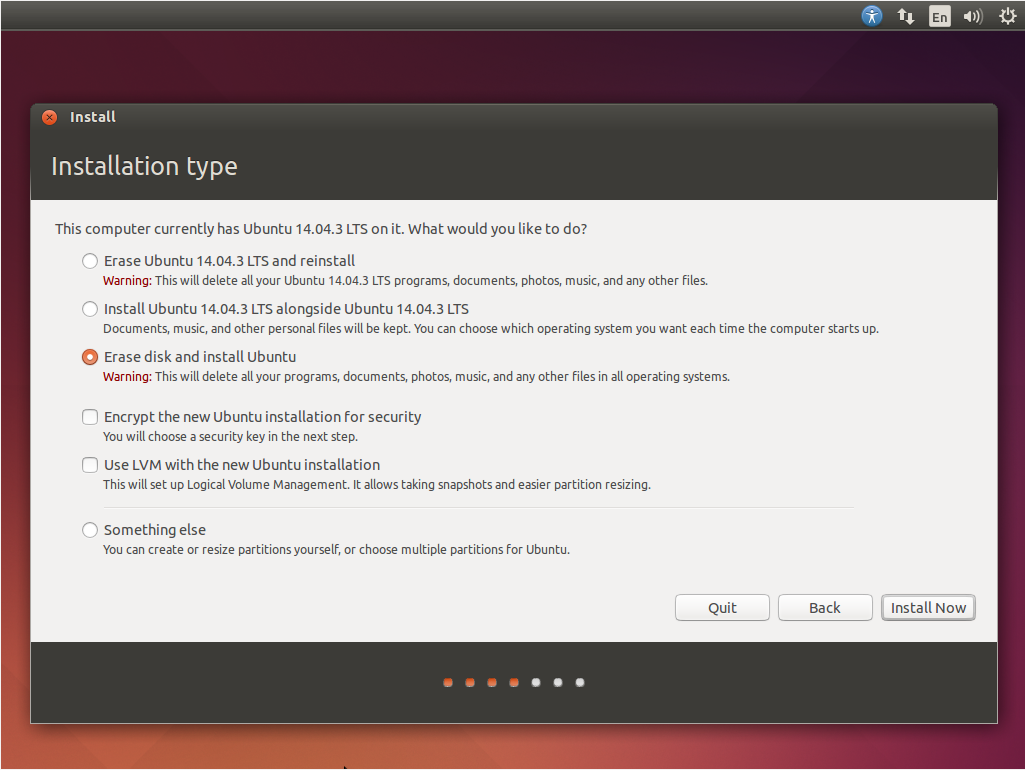 En
Install
Installation type
This computer currently has Ubuntu 14.04.3 LTS on it. What would you like to do?
Erase Ubuntu 14.04.3 LTS and reinstall
Warning: This will delete all your Ubuntu 14.04.3 LTS programs, documents, photos, music, and any other files.
Install Ubuntu 14.04.3 LTS alongside Ubuntu 14.04.3 LTS
Documents, music, and other personal files will be kept. You can choose which operating system you want each time the computer starts up.
Erase disk and install Ubuntu
Warning: This will delete all your programs, documents, photos, music, and any other files in all operating systems.
Encrypt the new Ubuntu installation for security
You will choose a security key in the next step.
Use LVM with the new Ubuntu installation
This will set up Logical Volume Management. It allows taking snapshots and easier partition resizing.
Something else
You can create or resize partitions yourself, or choose multiple partitions for Ubuntu.
Quit Back Install Now